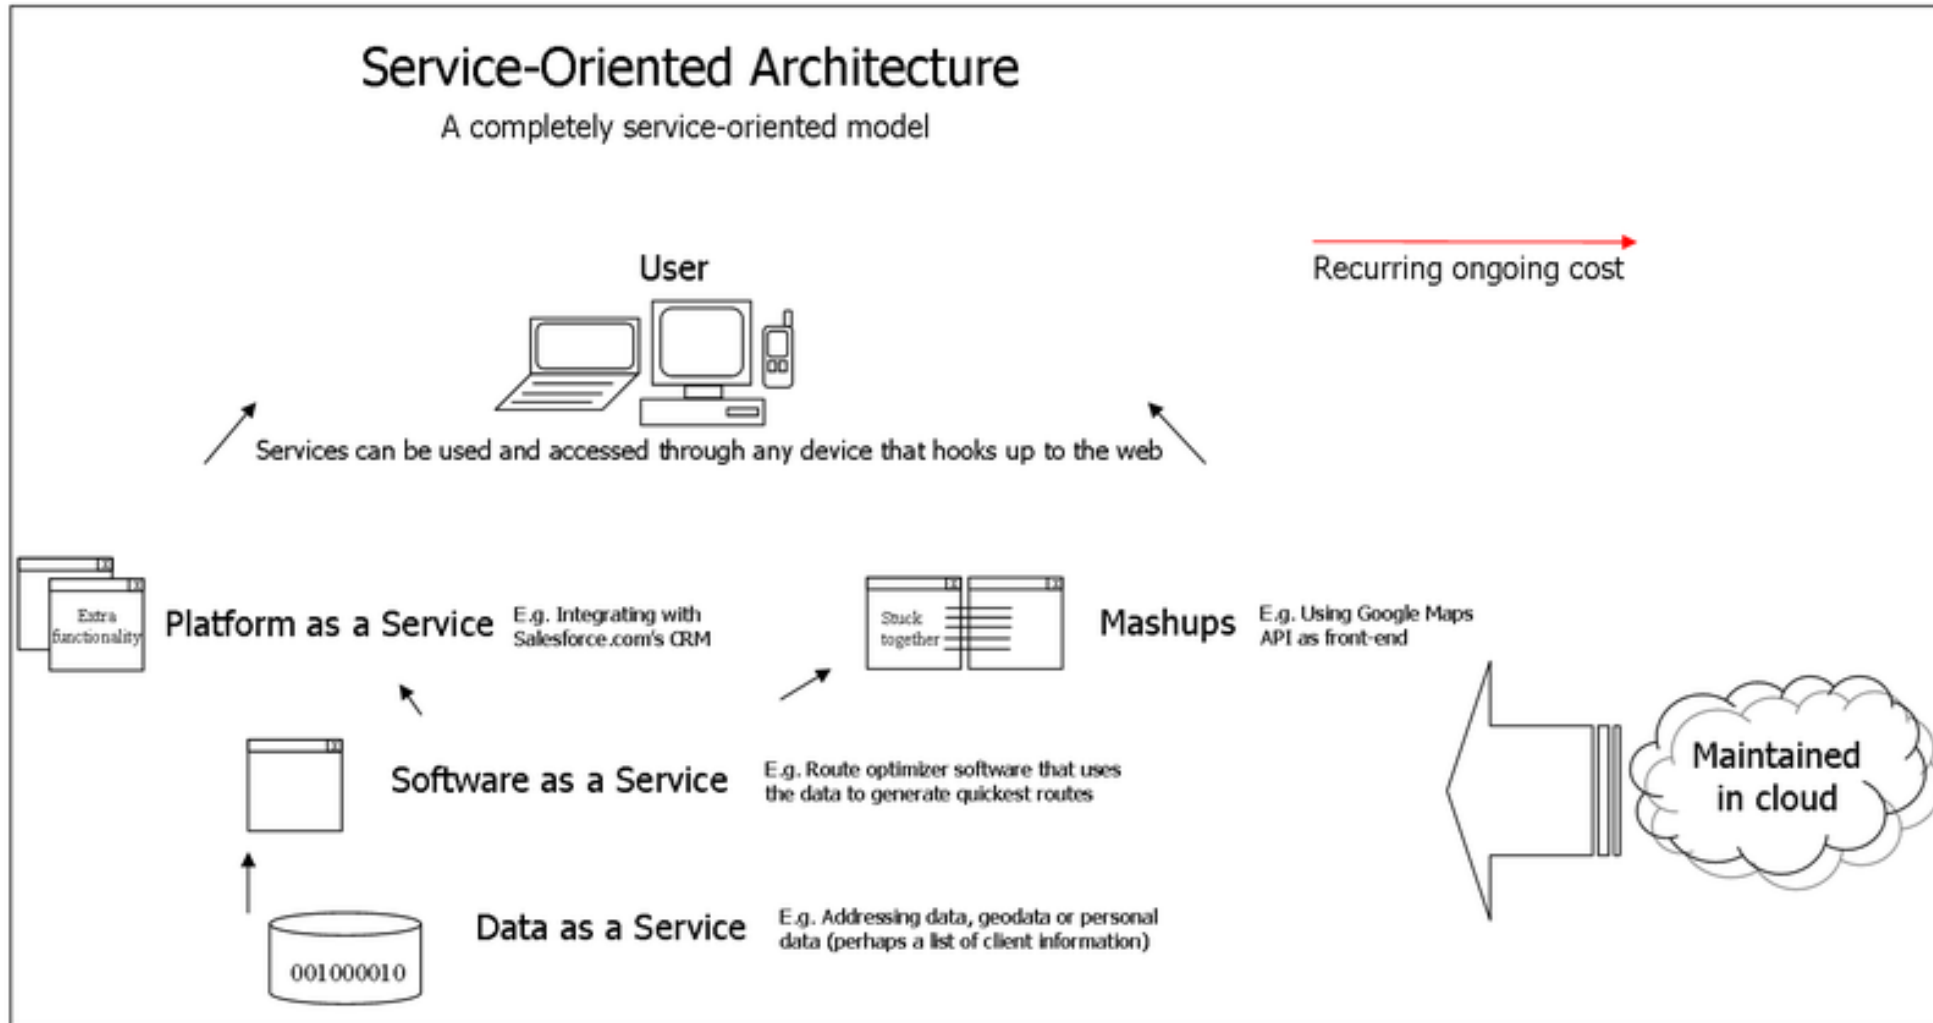 Service-Oriented Architecture
A completely service-oriented model
User
Recurring ongoing cost
Services can be used and accessed through any device that hooks up to the web
Extra
functionality
Platform as a Service
E.g. Integrating with
Salesforce.com's CRM
Stuck
together
Mashups
E.g. Using Google Maps
API as front-end
Software as a Service
E.g. Route optimizer software that uses
the data to generate quickest routes
Maintained
in cloud
Data as a Service
E.g. Addressing data, geodata or personal
data (perhaps a list of client information)
001000010